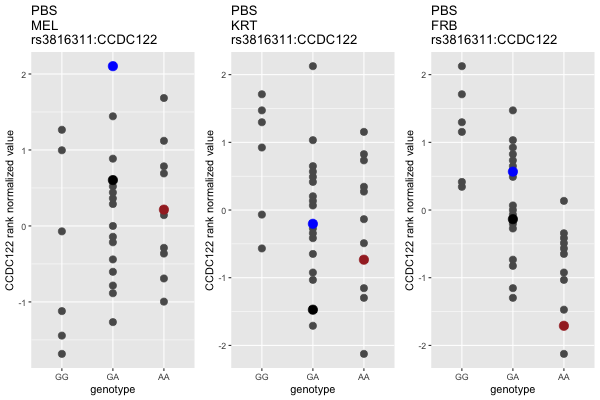 PBS
MEL
rs3816311:CCDC122
CCDC122 rank normalized value
2
1
0
-1
GG
GA
AA
genotype
PBS
KRT
rs3816311:CCDC122
CCDC122 rank normalized value
2
1
0
-1
-2
GG
GA
AA
genotype
PBS
FRB
rs3816311:CCDC122
CCDC122 rank normalized value
2
1
0
-1
-2
GG
GA
AA
genotype